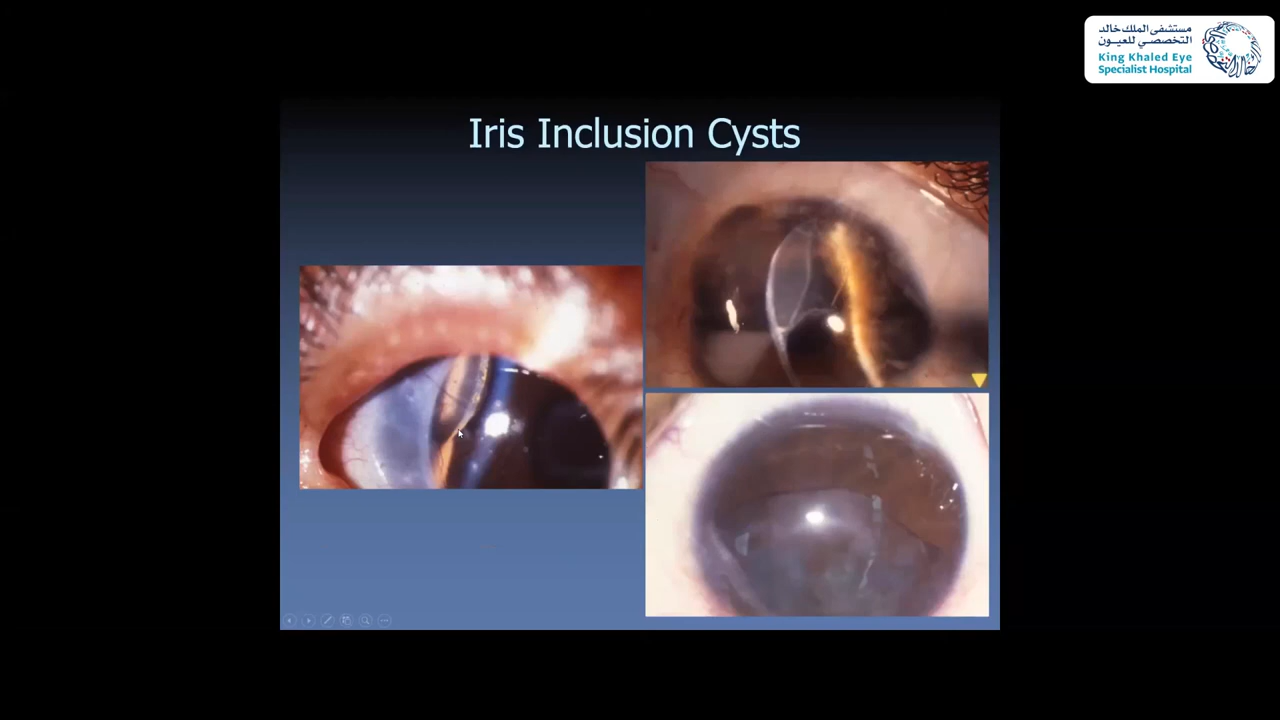 مستشفى الملك خالد
التخصصي للعيون
King Khaled Eye
Specialist Hospital
Iris Inclusion Cysts